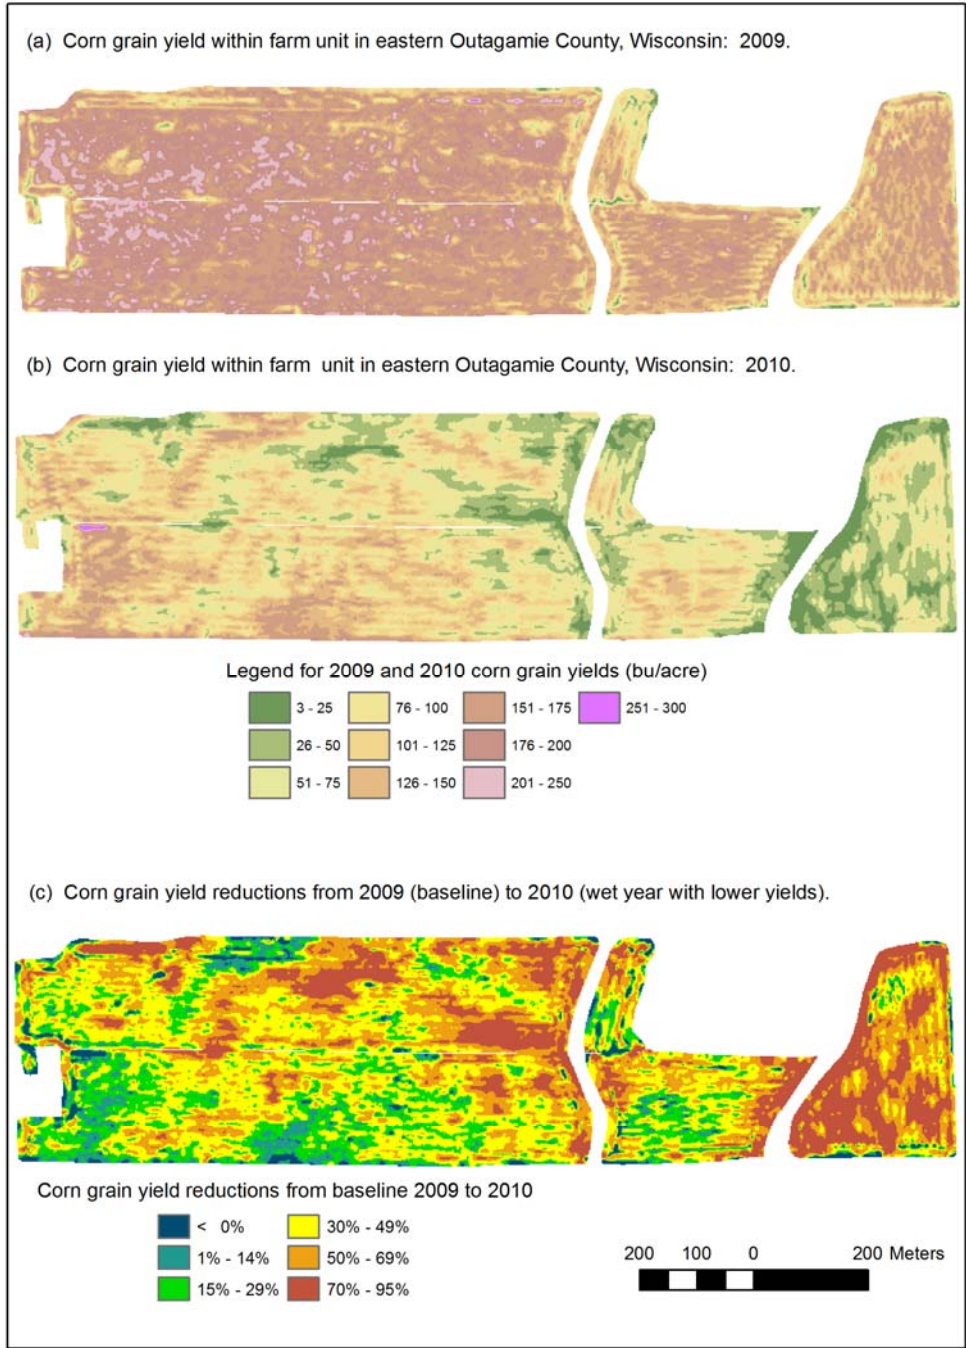 (a) Corn grain yield within farm unit in eastern Outagamie County, Wisconsin: 2009.
(b) Corn grain yield within farm unit in eastern Outagamie County, Wisconsin: 2010.
Legend for 2009 and 2010 corn grain yields (bu/acre)
3 - 25 76 - 100 151 - 175 251 - 300
26 - 50 101 - 125 176 - 200
51 - 75 126 - 150 201 - 250
(c) Corn grain yield reductions from 2009 (baseline) to 2010 (wet year with lower yields).
Corn grain yield reductions from baseline 2009 to 2010
< 0% 30% - 49%
1% - 14% 50% - 69%
15% - 29% 70% - 95%
200 100 0 200 Meters